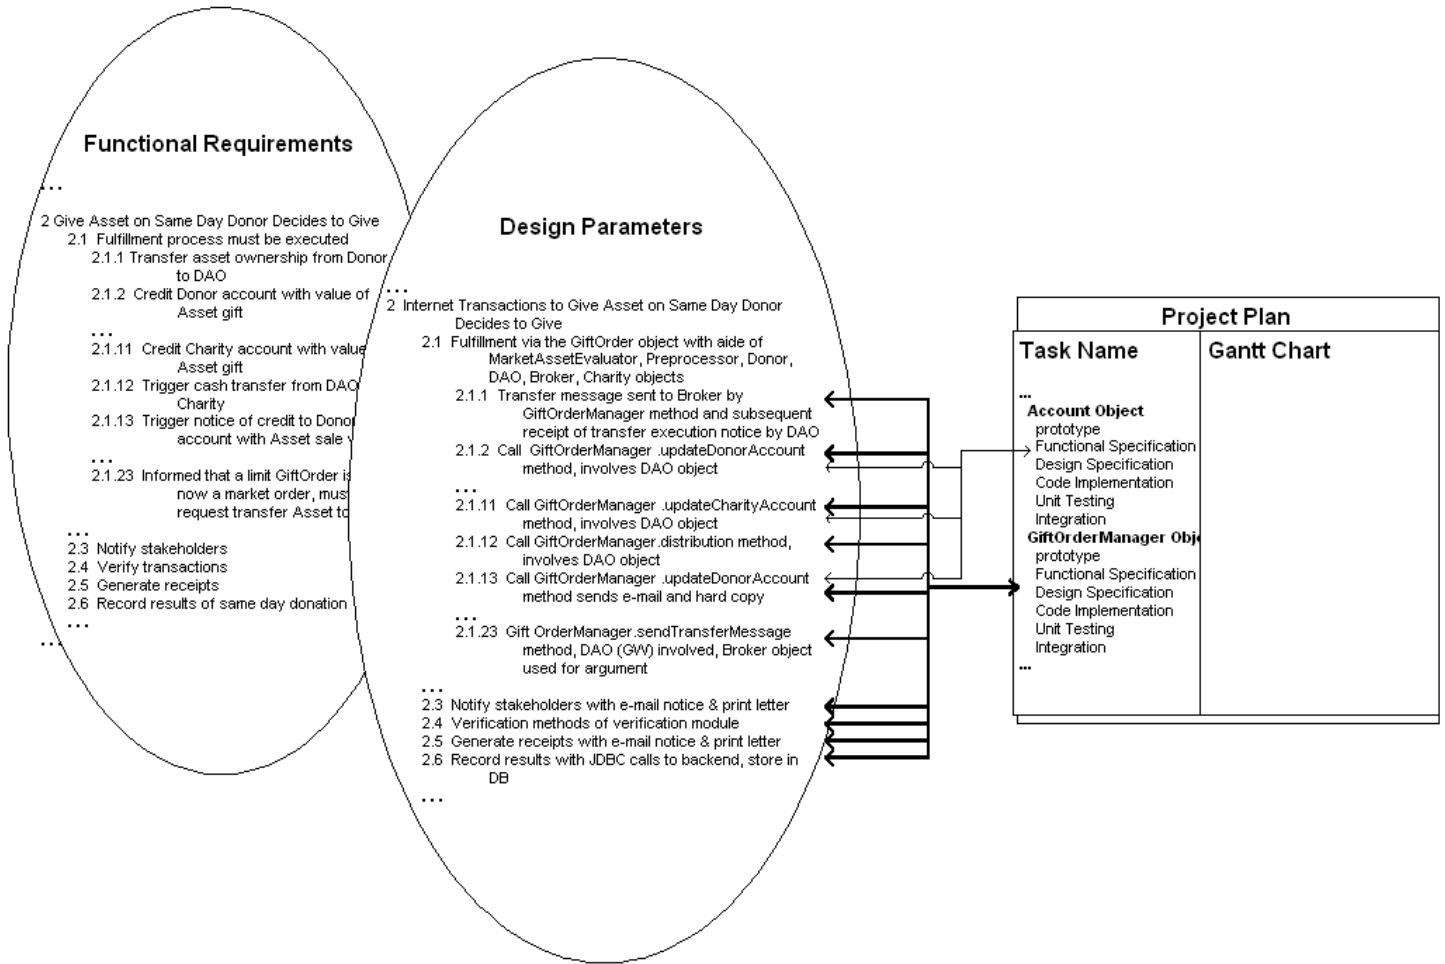 Functional Requirements
...
2 Give Asset on Same Day Donor Decides to Give
2.1 Fulfillment process must be executed
2.1.1 Transfer asset ownership from Donor
to DAO
2.1.2 Credit Donor account with value of
Asset gift
...
2.1.11 Credit Charity account with value
Asset gift
2.1.12 Trigger cash transfer from DAO
Charity
2.1.13 Trigger notice of credit to Donor
account with Asset sale
...
2.1.23 Informed that a limit GiftOrder is
now a market order, must
request transfer Asset to
...
2.3 Notify stakeholders
2.4 Verify transactions
2.5 Generate receipts
2.6 Record results of same day donation
...
...
Design Parameters
...
2 Internet Transactions to Give Asset on Same Day Donor
Decides to Give
2.1 Fulfillment via the GiftOrder object with aide of
MarketAssetEvaluator, Preprocessor, Donor,
DAO, Broker, Charity objects
2.1.1 Transfer message sent to Broker by
GiftOrderManager method and subsequent
receipt of transfer execution notice by DAO
2.1.2 Call GiftOrderManager .updateDonorAccount
method, involves DAO object
...
2.1.11 Call GiftOrderManager .updateCharityAccount
method, involves DAO object
2.1.12 Call GiftOrderManager.distribution method,
involves DAO object
2.1.13 Call GiftOrderManager .updateDonorAccount
method sends e-mail and hard copy
...
2.1.23 Gift OrderManager.sendTransferMessage
method, DAO (GW) involved, Broker object
used for argument
...
2.3 Notify stakeholders with e-mail notice & print letter
2.4 Verification methods of verification module
2.5 Generate receipts with e-mail notice & print letter
2.6 Record results with JDBC calls to backend, store in
DB
...
Project Plan
Task Name
Gantt Chart
...
Account Object
prototype
Functional Specification
Design Specification
Code Implementation
Unit Testing
Integration
GiftOrderManager Obje
prototype
Functional Specification
Design Specification
Code Implementation
Unit Testing
Integration
...